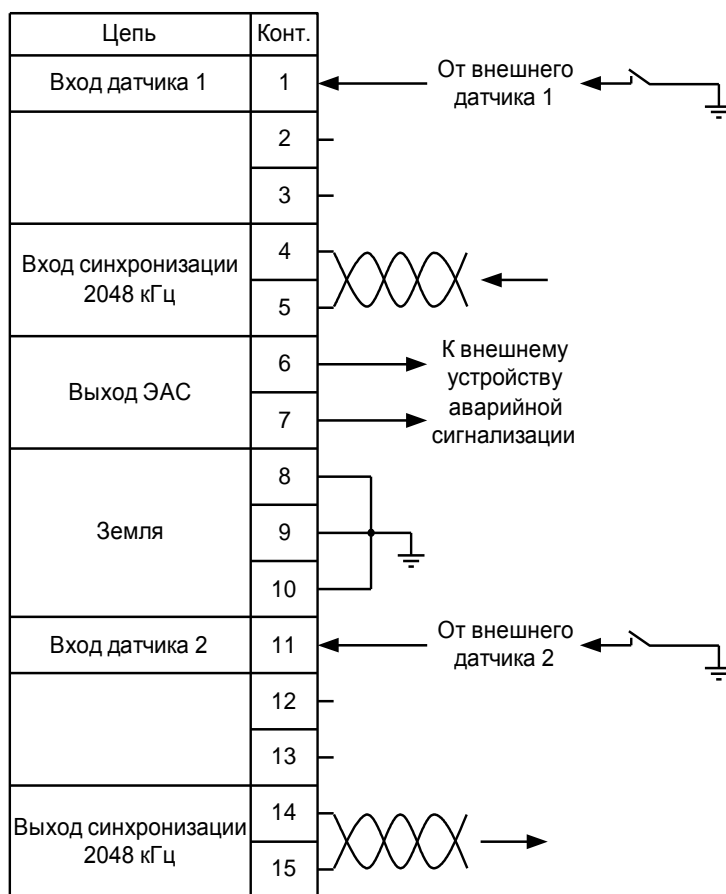 Цепь Конт.
Вход датчика 1 1 От внешнего
датчика 1
2
3
4
Вход синхронизации
2048 кГц
5
6 К внешнему
устройству
Выход ЭАС
аварийной
7
сигнализации
8
Земля 9
10
Вход датчика 2 11 От внешнего
датчика 2
12
13
14
Выход синхронизации
2048 кГц
15